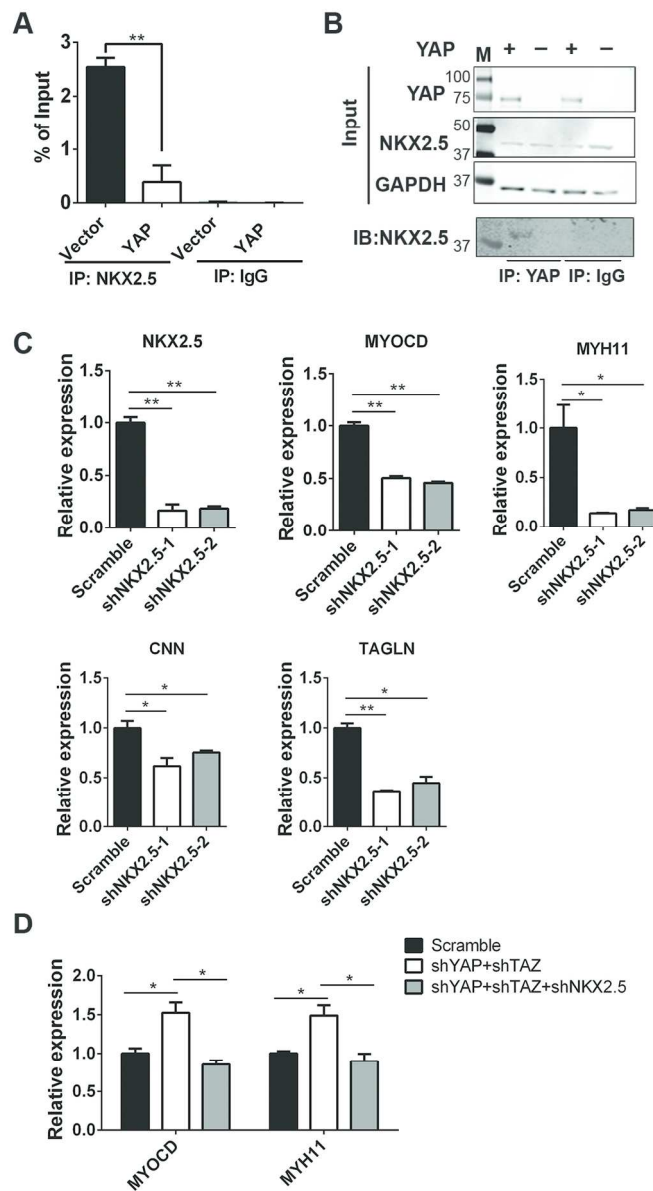 A
3
2
1
0
% of Input
**
Vector
YAP
Vector
YAP
IP: NKX2.5
IP: IgG
B
YAP + − + −
M
Input
100
75
YAP
50
37
NKX2.5
37
GAPDH
37
IB:NKX2.5
IP: YAP IP: IgG
C
NKX2.5
Relative expression
1.5
1.0
0.5
0.0
**
**
Scramble
shNKX2.5-1
shNKX2.5-2
MYOCD
Relative expression
1.5
1.0
0.5
0.0
**
**
Scramble
shNKX2.5-1
shNKX2.5-2
MYH11
Relative expression
1.5
1.0
0.5
0.0
*
*
Scramble
shNKX2.5-1
shNKX2.5-2
CNN
Relative expression
1.5
1.0
0.5
0.0
*
*
Scramble
shNKX2.5-1
shNKX2.5-2
TAGLN
Relative expression
1.5
1.0
0.5
0.0
*
**
Scramble
shNKX2.5-1
shNKX2.5-2
D
Scramble
shYAP+shTAZ
shYAP+shTAZ+shNKX2.5
Relative expression
2.0
1.5
1.0
0.5
0.0
* *
* *
MYOCD
MYH11